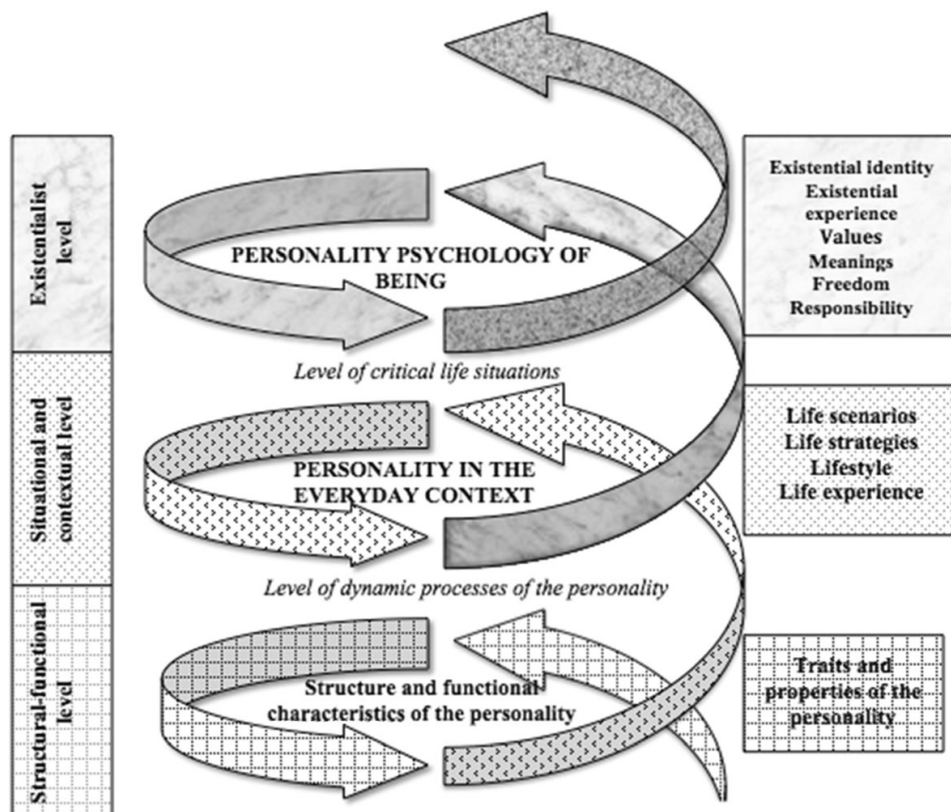 Existentialist
level
PERSONALITY PSYCHOLOGY OF
BEING
Existential identity
Existential
experience
Values
Meanings
Freedom
Responsibility
Level of critical life situations
Situational and
contextual level
PERSONALITY IN THE
EVERYDAY CONTEXT
Life scenarios
Life strategies
Lifestyle
Life experience
Level of dynamic processes of the personality
Structural-functional
level
Structure and functional
characteristics of the personality
Traits and
properties of the
personality